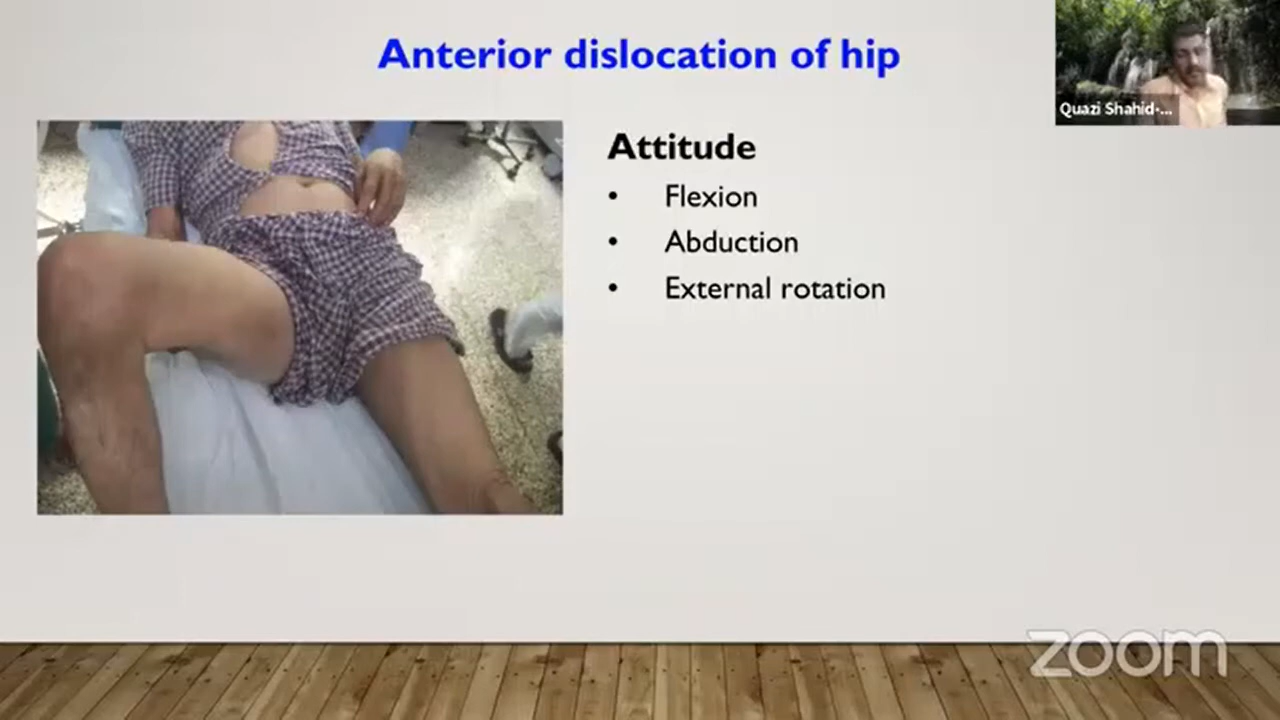 Anterior dislocation of hip
Quazi Shahid-...
Attitude
• Flexion
• Abduction
• External rotation
zoom